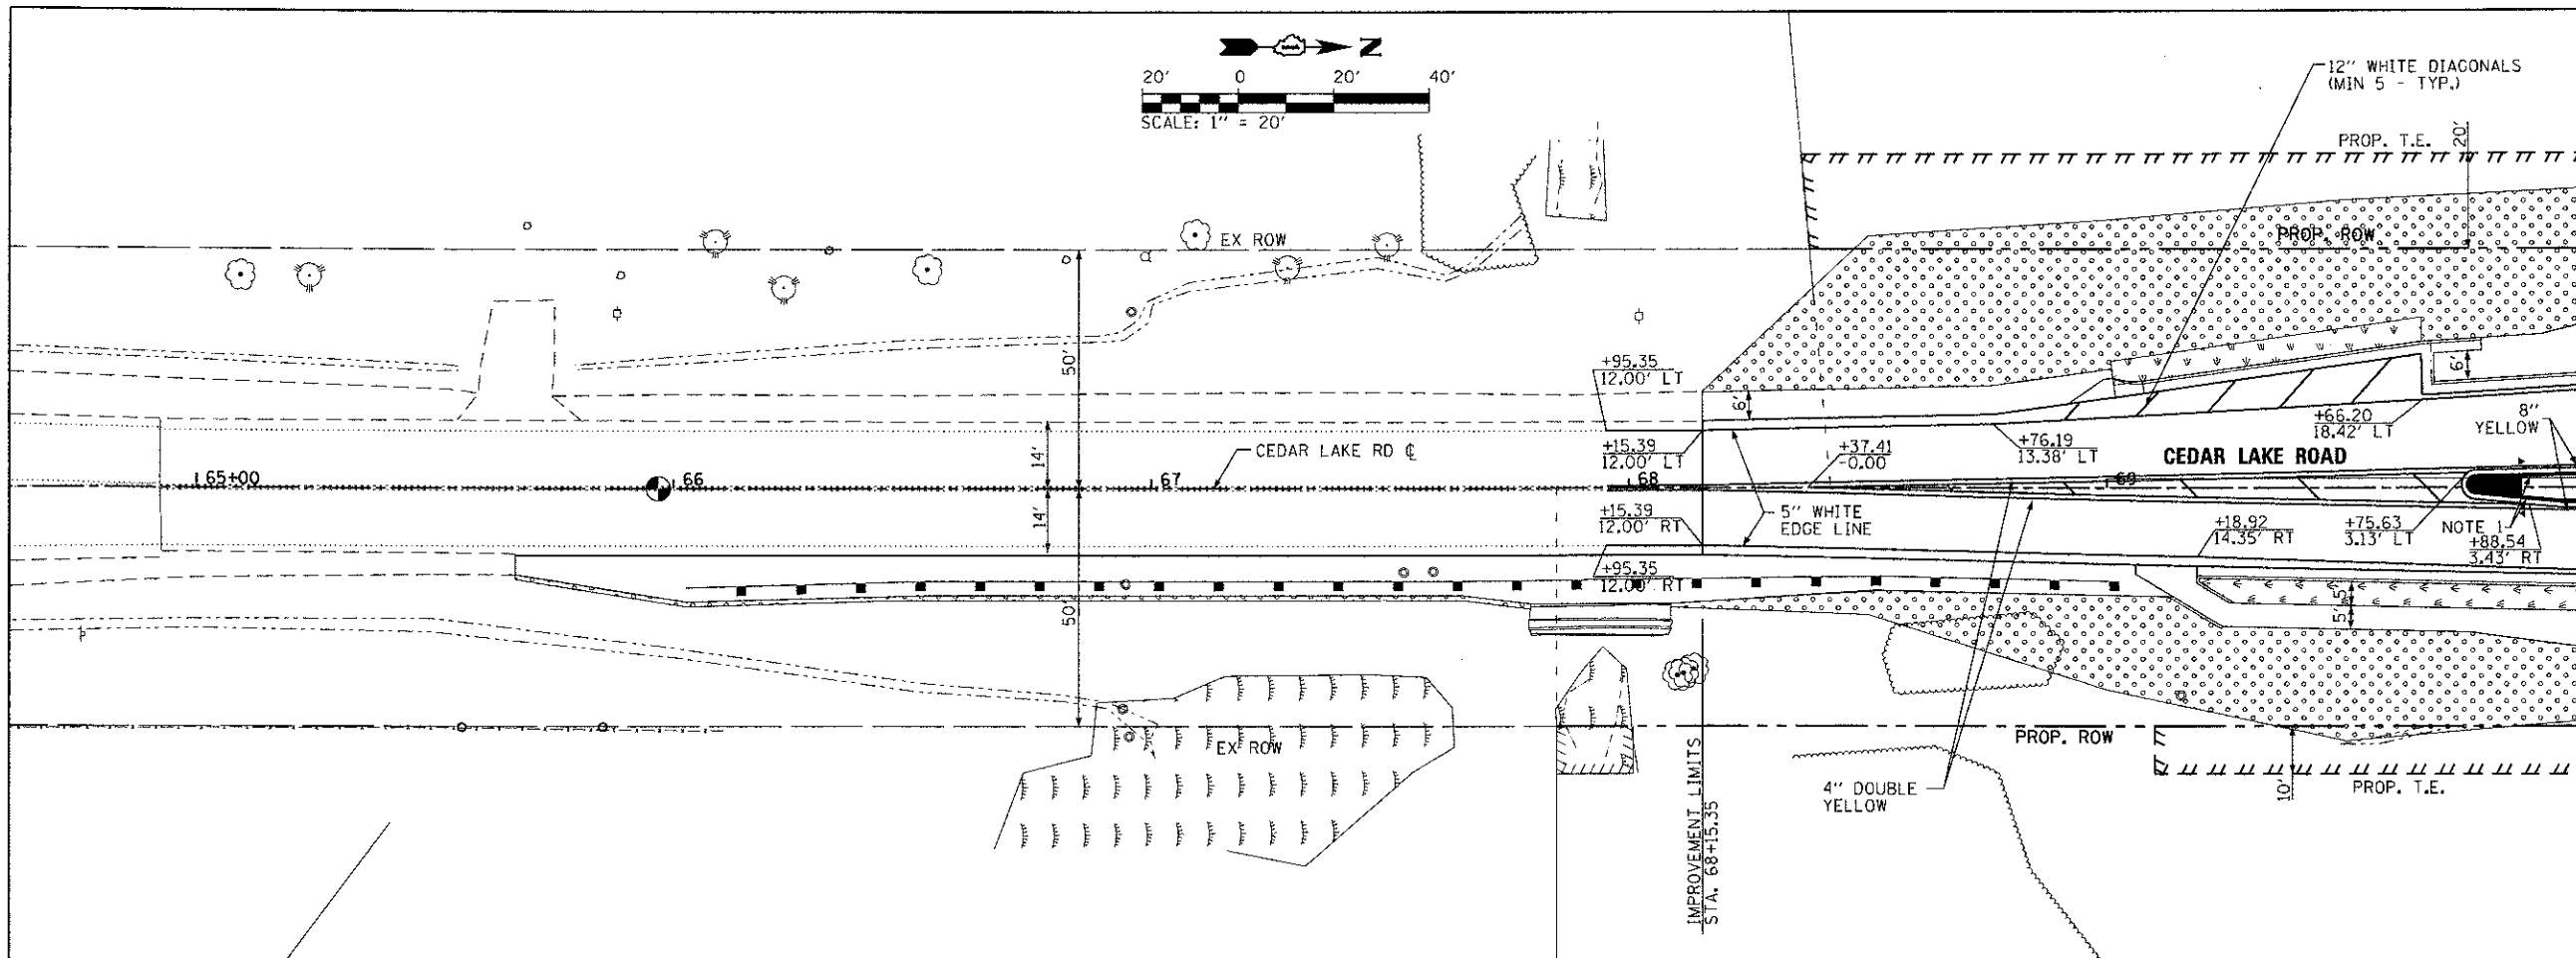 N
20' 0 20' 40'
SCALE: 1" = 20'
12" WHITE DIAGONALS
(MIN 5 - TYP.)
PROP. T.E.
20'
EX ROW
PROP. ROW
50'
+95.35
12.00' LT
6'
6'
+66.20
18.42' LT
8"
YELLOW
14'
CEDAR LAKE RD ℄
+15.39
12.00' LT
+37.41
-0.00
+76.19
13.38' LT
CEDAR LAKE ROAD
65+00
66
67
68
69
14'
+15.39
12.00' RT
5" WHITE
EDGE LINE
+18.92
14.35' RT
+75.63
3.13' LT
NOTE 1
+88.54
3.43' RT
+95.35
12.00' RT
50'
5'
5'
EX ROW
PROP. ROW
4" DOUBLE
YELLOW
10'
PROP. T.E.
IMPROVEMENT LIMITS
STA. 68+15.35